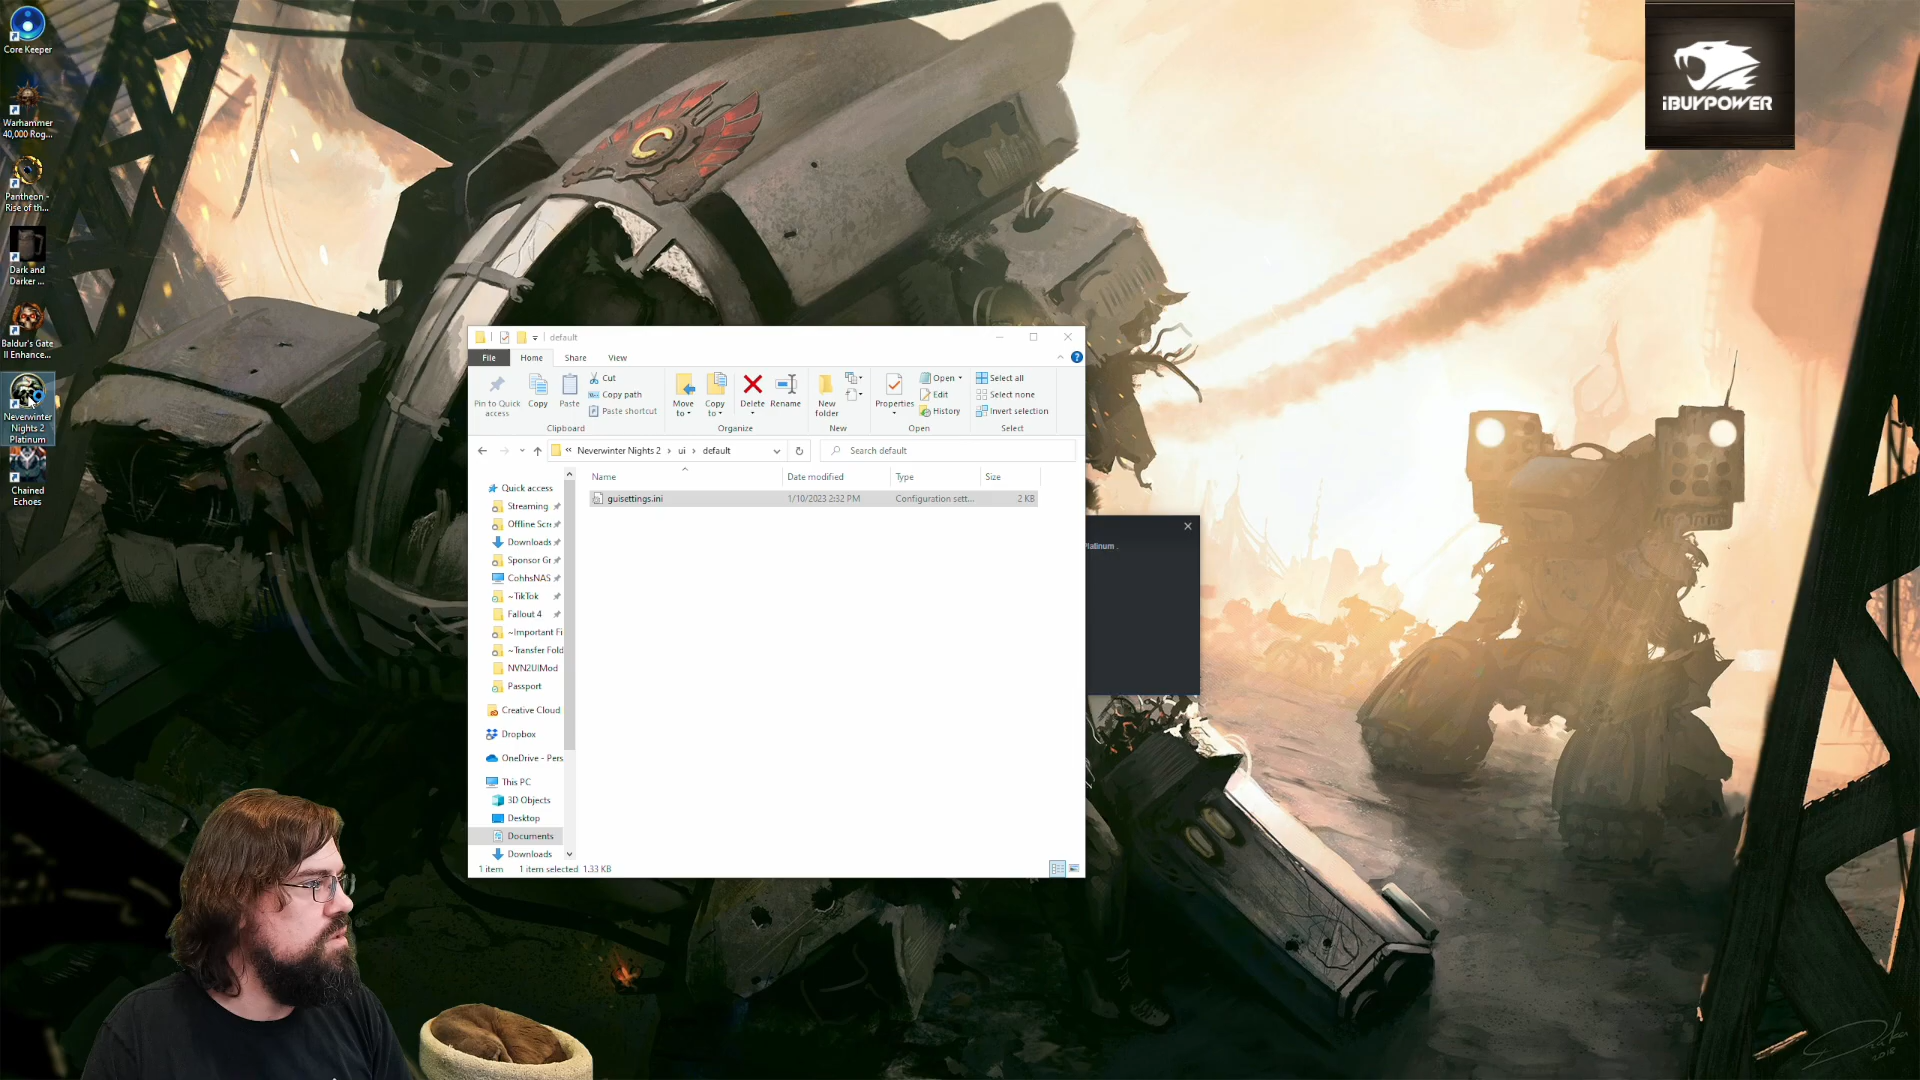 Core Keeper
Warhammer
40,000 Rog...
Pantheon -
Rise of th...
Dark and
Darker ...
Baldur's Gate
II Enhance...
Neverwinter
Nights 2
Platinum
Chained
Echoes
iBUYPOWER
default
File
Home
Share
View
Pin to Quick
access
Copy
Paste
Cut
Copy path
Paste shortcut
Clipboard
Move
to
Copy
to
Delete
Rename
Organize
New
folder
New
Properties
Open
Edit
History
Open
Select all
Select none
Invert selection
Select
« Neverwinter Nights 2 › ui › default
Search default
Name
Date modified
Type
Size
guisettings.ini
1/10/2023 2:32 PM
Configuration sett...
2 KB
Quick access
Streaming
Offline Scre
Downloads
Sponsor Gr
CohhsNAS
~TikTok
Fallout 4
~Important Fi
~Transfer Fold
NVN2UIMod
Passport
Creative Cloud
Dropbox
OneDrive - Pers
This PC
3D Objects
Desktop
Documents
Downloads
1 item
1 item selected 1.33 KB
Platinum .
2018